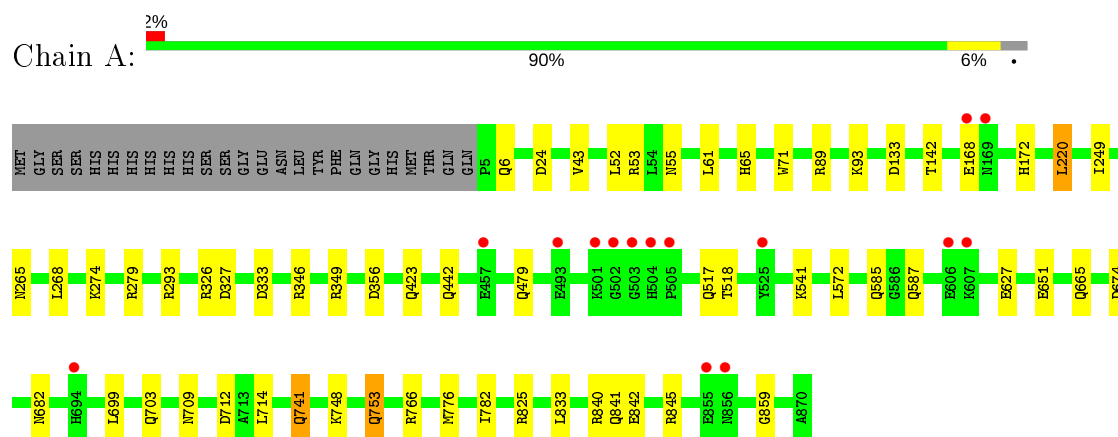 2%
Chain A:
90% 6% •
MET GLY SER SER HIS HIS HIS HIS HIS HIS SER SER GLY GLU ASN LEU TYR PHE GLN GLY HIS MET THR GLN GLN P5 Q6 D24 V43 L52 R53 L54 N55 L61 H65 W71 R89 K93 D133 T142 E168 N169 H172 L220 I249
N265 L268 K274 R279 R293 R326 D327 D333 R346 R349 D356 Q423 Q442 E457 Q479 E493 K501 G502 G503 H504 P505 Q517 T518 Y525 K541 L572 Q585 G586 Q587 E606 K607 E627 E651 Q665 D674
N682 H694 L699 Q703 N709 D712 A713 L714 Q741 K748 Q753 R766 M776 I782 R825 L833 R840 Q841 E842 R845 E855 N856 G859 A870